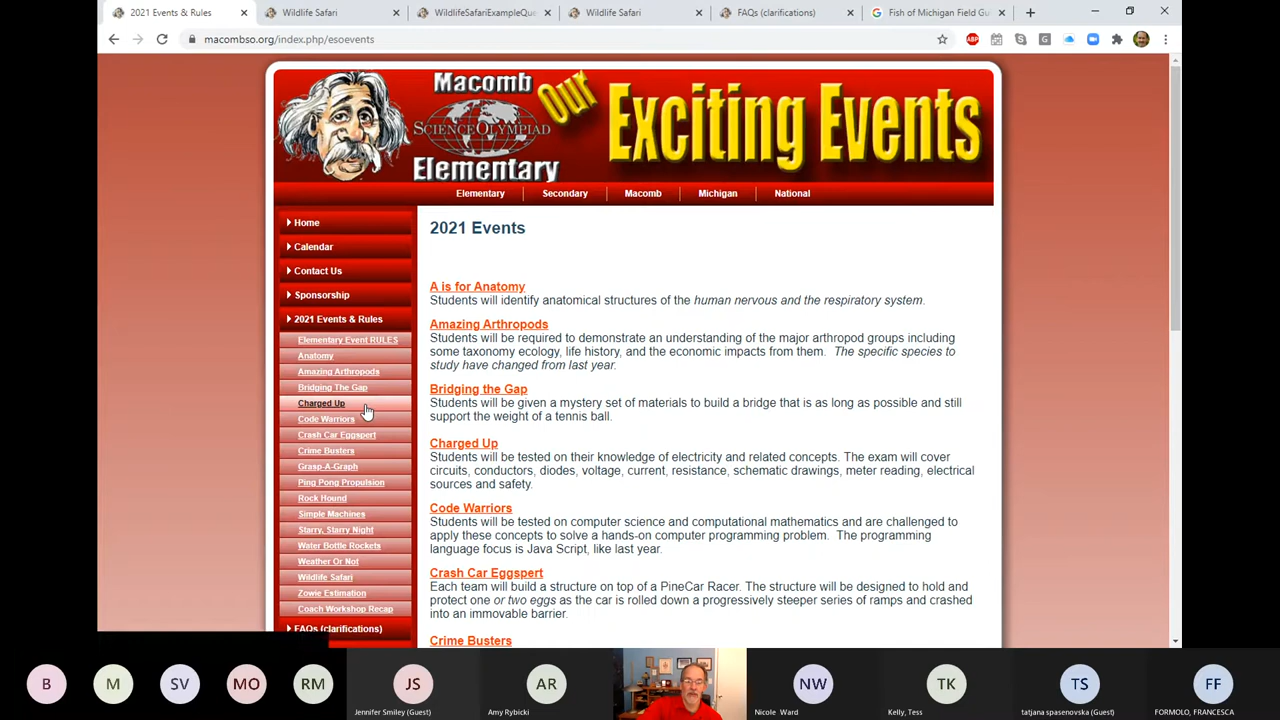 2021 Events & Rules
Wildlife Safari
WildlifeSafariExampleQue
Wildlife Safari
FAQs (clarifications)
Fish of Michigan Field Gu
macombso.org/index.php/esoevents
ABP
Macomb
SCIENCE OLYMPIAD
Elementary
Our
Exciting Events
Elementary
Secondary
Macomb
Michigan
National
Home
Calendar
Contact Us
Sponsorship
2021 Events & Rules
Elementary Event RULES
Anatomy
Amazing Arthropods
Bridging The Gap
Charged Up
Code Warriors
Crash Car Eggspert
Crime Busters
Grasp-A-Graph
Ping Pong Propulsion
Rock Hound
Simple Machines
Starry, Starry Night
Water Bottle Rockets
Weather Or Not
Wildlife Safari
Zowie Estimation
Coach Workshop Recap
FAQs (clarifications)
2021 Events
A is for Anatomy
Students will identify anatomical structures of the human nervous and the respiratory system.
Amazing Arthropods
Students will be required to demonstrate an understanding of the major arthropod groups including
some taxonomy ecology, life history, and the economic impacts from them. The specific species to
study have changed from last year.
Bridging the Gap
Students will be given a mystery set of materials to build a bridge that is as long as possible and still
support the weight of a tennis ball.
Charged Up
Students will be tested on their knowledge of electricity and related concepts. The exam will cover
circuits, conductors, diodes, voltage, current, resistance, schematic drawings, meter reading, electrical
sources and safety.
Code Warriors
Students will be tested on computer science and computational mathematics and are challenged to
apply these concepts to solve a hands-on computer programming problem. The programming
language focus is Java Script, like last year.
Crash Car Eggspert
Each team will build a structure on top of a PineCar Racer. The structure will be designed to hold and
protect one or two eggs as the car is rolled down a progressively steeper series of ramps and crashed
into an immovable barrier.
Crime Busters
B
M
SV
MO
RM
JS
Jennifer Smiley (Guest)
AR
Amy Rybicki
NW
Nicole Ward
TK
Kelly, Tess
TS
tatjana spasenovska (Guest)
FF
FORMOLO, FRANCESCA